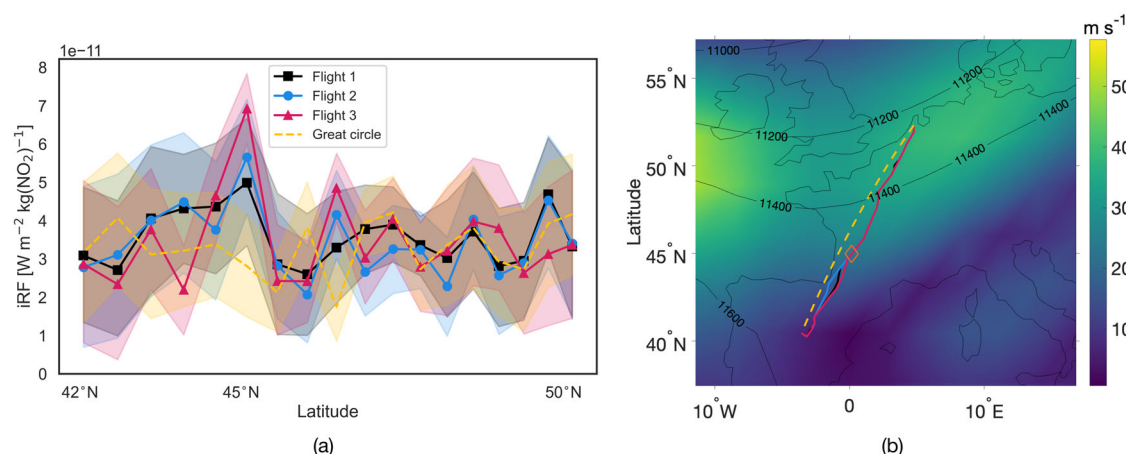 1e-11
8
7
6
5
4
3
2
1
0
iRF [W m⁻² kg(NO₂)⁻¹]
Flight 1
Flight 2
Flight 3
Great circle
42°N
45°N
50°N
Latitude
(a)
m s⁻¹
55°N
50°N
45°N
40°N
Latitude
11000
11200
11200
11200
11400
11400
11400
11400
11600
10°W
0
10°E
50
40
30
20
10
(b)